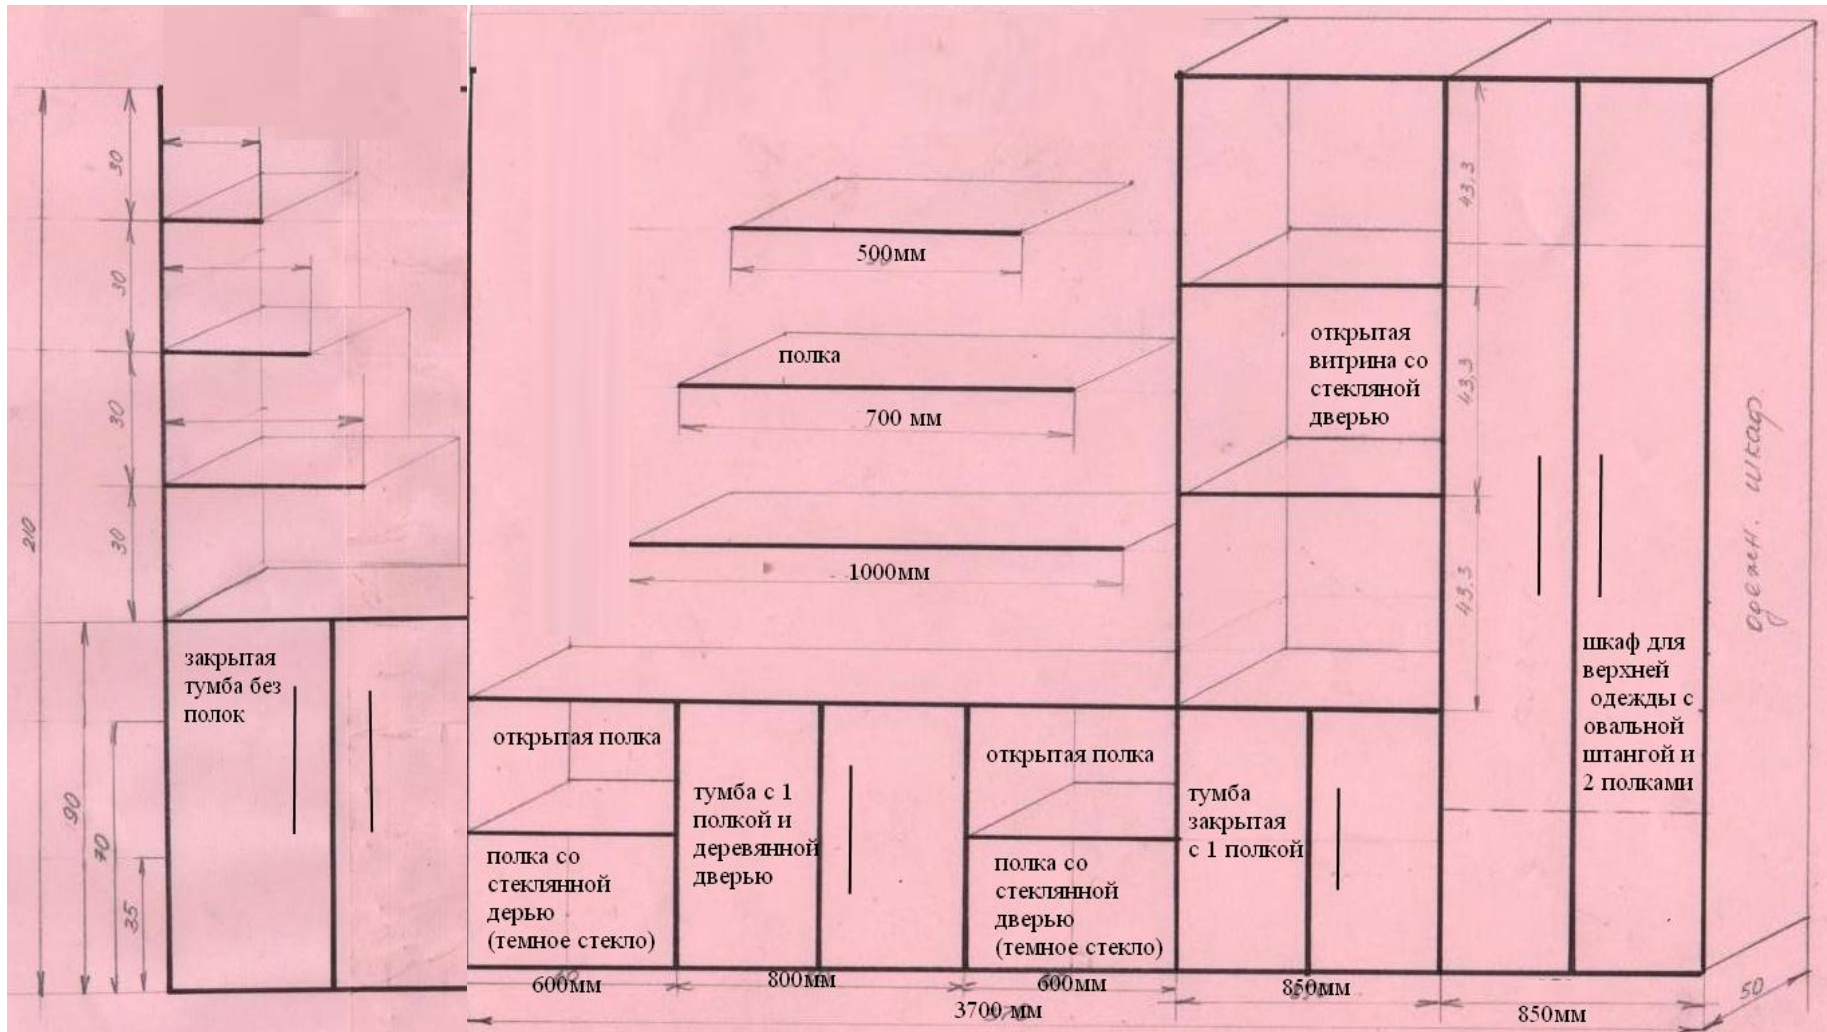 30
30
30
30
210
90
70
35
закрытая
тумба без
полок
500мм
полка
700 мм
1000мм
43,3
43,3
43.3
открытая
витрина со
стекляной
дверью
одежн. шкаф.
шкаф для
верхней
одежды с
овальной
штангой и
2 полками
открытая полка
полка со
стеклянной
дерью
(темное стекло)
тумба с 1
полкой и
деревянной
дверью
открытая полка
полка со
стеклянной
дверью
(темное стекло)
тумба
закрытая
с 1 полкой
600мм
800мм
600мм
850мм
850мм
3700 мм
50